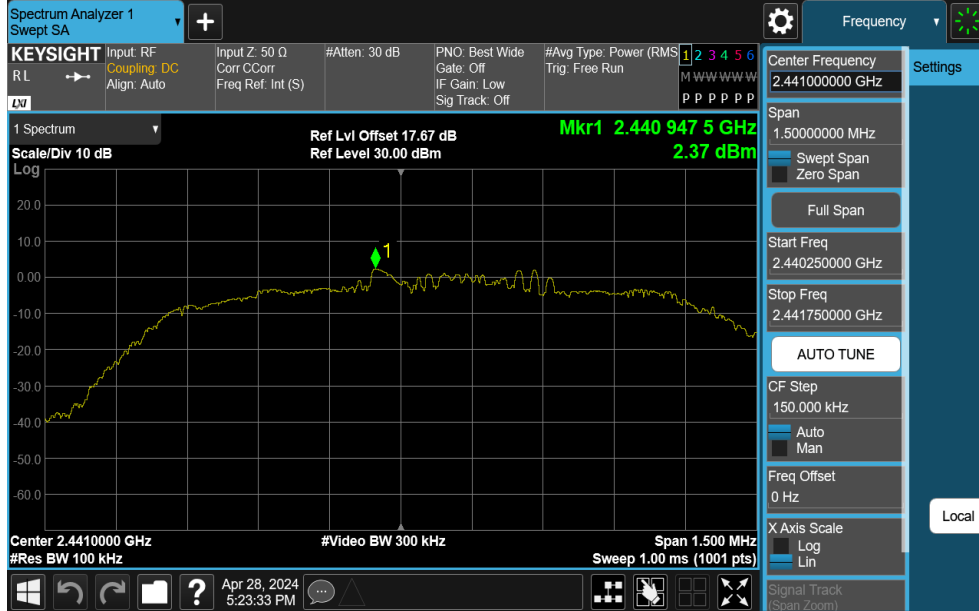 Spectrum Analyzer 1
Swept SA
+
Frequency
KEYSIGHT
R L
LXI
Input: RF
Coupling: DC
Align: Auto
Input Z: 50 Ω
Corr CCorr
Freq Ref: Int (S)
#Atten: 30 dB
PNO: Best Wide
Gate: Off
IF Gain: Low
Sig Track: Off
#Avg Type: Power (RMS
Trig: Free Run
1 2 3 4 5 6
M W W W W W
P P P P P P
1 Spectrum
Scale/Div 10 dB
Log
Ref Lvl Offset 17.67 dB
Ref Level 30.00 dBm
Mkr1 2.440 947 5 GHz
2.37 dBm
20.0
10.0
0.00
-10.0
-20.0
-30.0
-40.0
-50.0
-60.0
1
Center 2.4410000 GHz
#Res BW 100 kHz
#Video BW 300 kHz
Span 1.500 MHz
Sweep 1.00 ms (1001 pts)
?
Apr 28, 2024
5:23:33 PM
Center Frequency
2.441000000 GHz
Span
1.50000000 MHz
Swept Span
Zero Span
Full Span
Start Freq
2.440250000 GHz
Stop Freq
2.441750000 GHz
AUTO TUNE
CF Step
150.000 kHz
Auto
Man
Freq Offset
0 Hz
X Axis Scale
Log
Lin
Signal Track
(Span Zoom)
Settings
Local